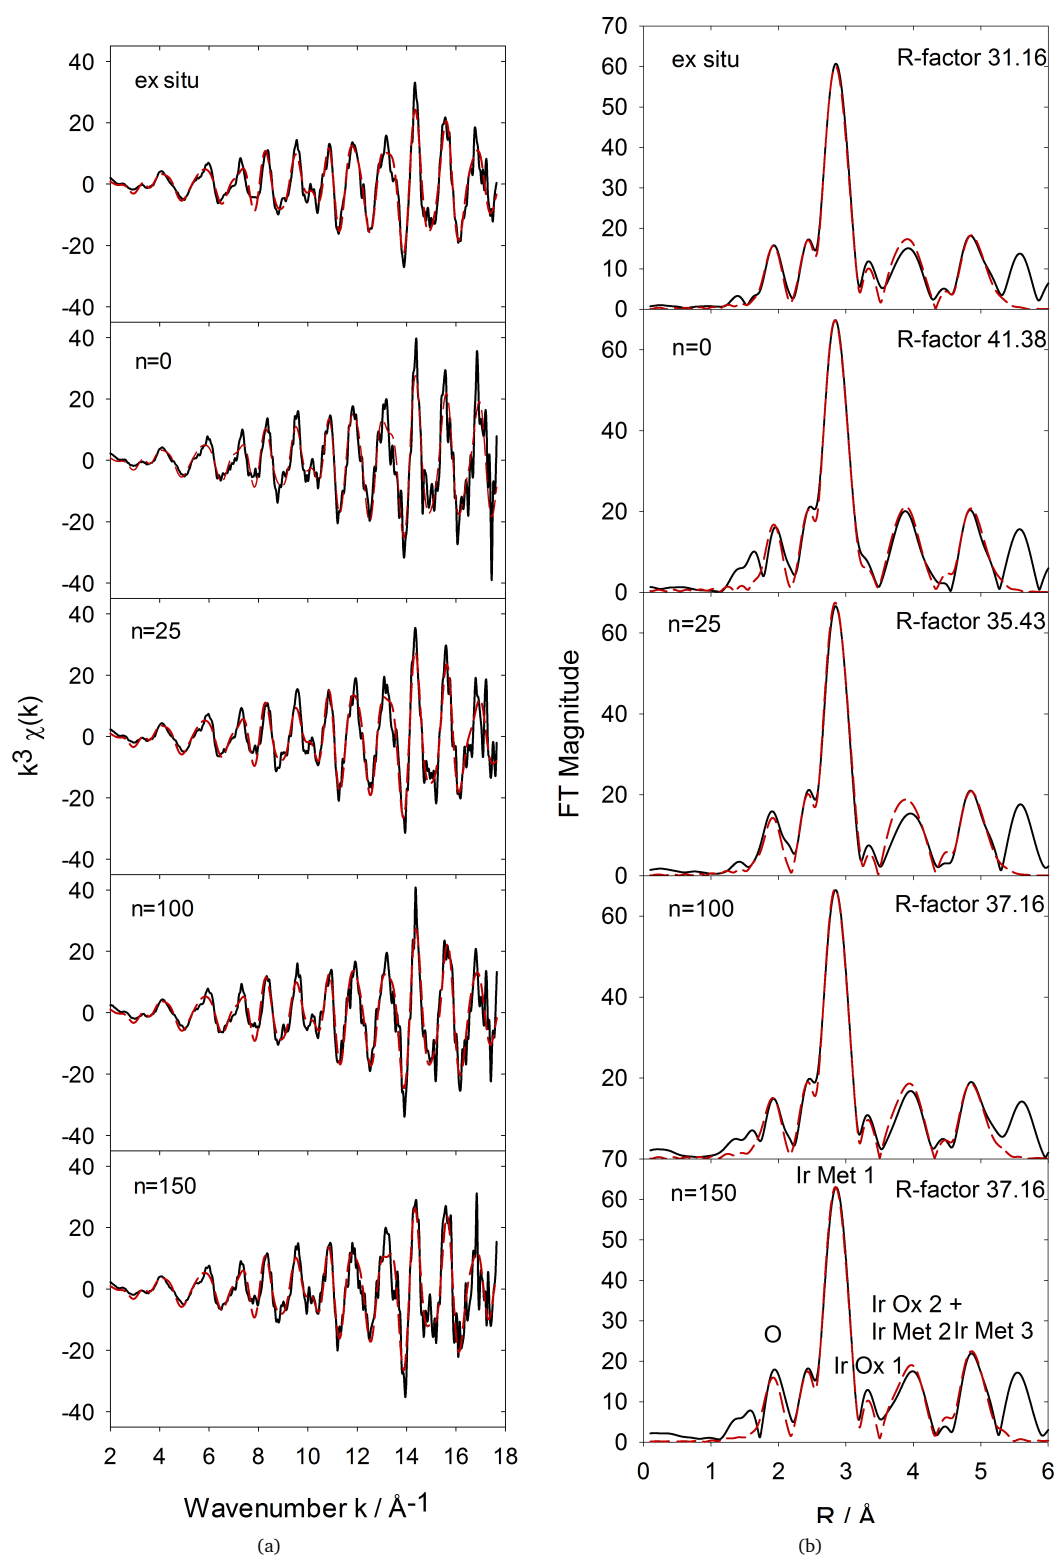 40
20
0
-20
-40
ex situ
40
20
0
-20
-40
n=0
40
20
0
-20
-40
n=25
40
20
0
-20
-40
n=100
40
20
0
-20
-40
n=150
2 4 6 8 10 12 14 16 18
k3 χ(k)
Wavenumber k / Å-1
(a)
70
60
50
40
30
20
10
0
ex situ
R-factor 31.16
60
40
20
0
n=0
R-factor 41.38
60
40
20
0
n=25
R-factor 35.43
60
40
20
70
n=100
R-factor 37.16
60
50
40
30
20
10
0
n=150
R-factor 37.16
Ir Met 1
O
Ir Ox 1
Ir Ox 2 +
Ir Met 2
Ir Met 3
0 1 2 3 4 5 6
FT Magnitude
R / Å
(b)